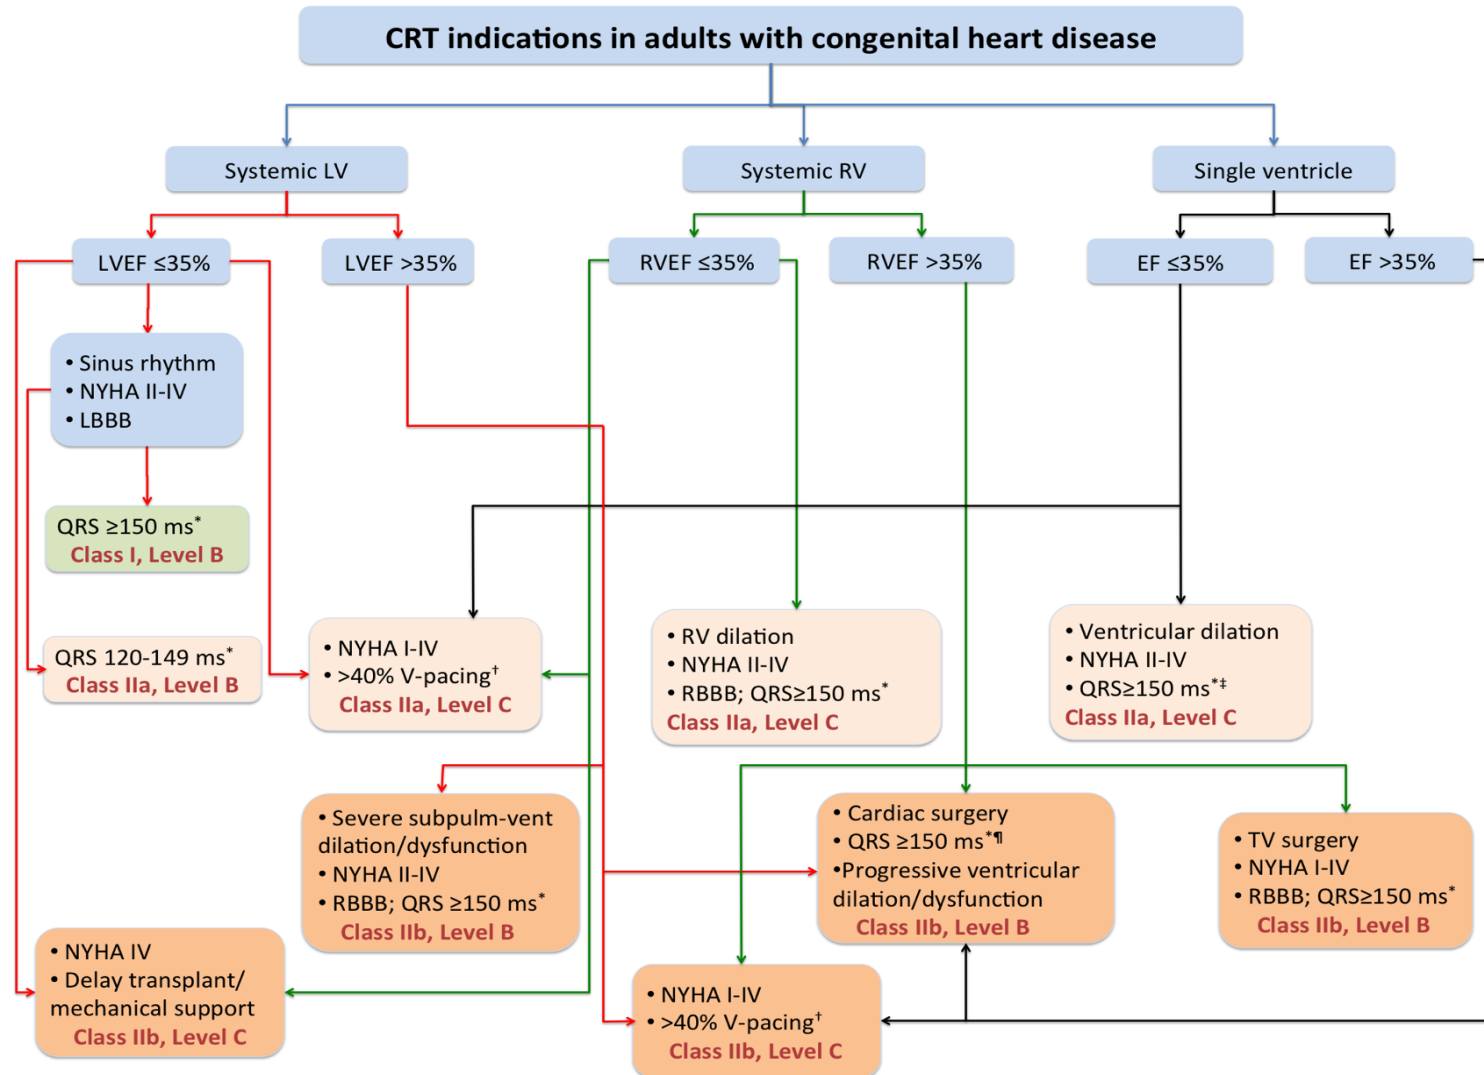 CRT indications in adults with congenital heart disease
Systemic LV
Systemic RV
Single ventricle
LVEF ≤35%
LVEF >35%
RVEF ≤35%
RVEF >35%
EF ≤35%
EF >35%
• Sinus rhythm
• NYHA II-IV
• LBBB
QRS ≥150 ms*
Class I, Level B
QRS 120-149 ms*
Class IIa, Level B
• NYHA I-IV
• >40% V-pacing†
Class IIa, Level C
• RV dilation
• NYHA II-IV
• RBBB; QRS≥150 ms*
Class IIa, Level C
• Ventricular dilation
• NYHA II-IV
• QRS≥150 ms*‡
Class IIa, Level C
• Severe subpulm-vent
dilation/dysfunction
• NYHA II-IV
• RBBB; QRS ≥150 ms*
Class IIb, Level B
• Cardiac surgery
• QRS ≥150 ms*¶
•Progressive ventricular
dilation/dysfunction
Class IIb, Level B
• TV surgery
• NYHA I-IV
• RBBB; QRS≥150 ms*
Class IIb, Level B
• NYHA IV
• Delay transplant/
mechanical support
Class IIb, Level C
• NYHA I-IV
• >40% V-pacing†
Class IIb, Level C